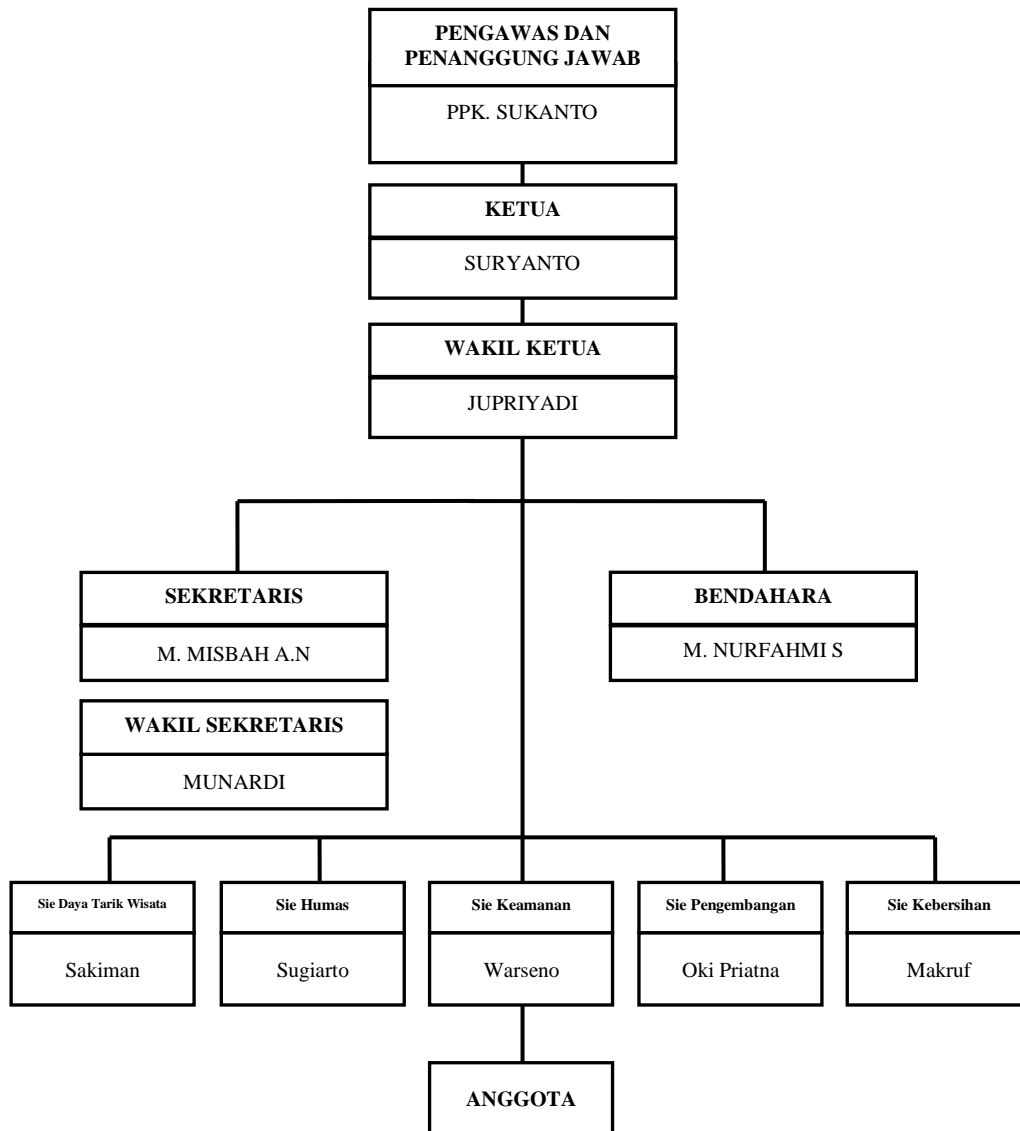 PENGAWAS DAN
PENANGGUNG JAWAB
PPK. SUKANTO
KETUA
SURYANTO
WAKIL KETUA
JUPRIYADI
SEKRETARIS
M. MISBAH A.N
WAKIL SEKRETARIS
MUNARDI
BENDAHARA
M. NURFAHMI S
Sie Daya Tarik Wisata
Sakiman
Sie Humas
Sugiarto
Sie Keamanan
Warseno
Sie Pengembangan
Oki Priatna
Sie Kebersihan
Makruf
ANGGOTA